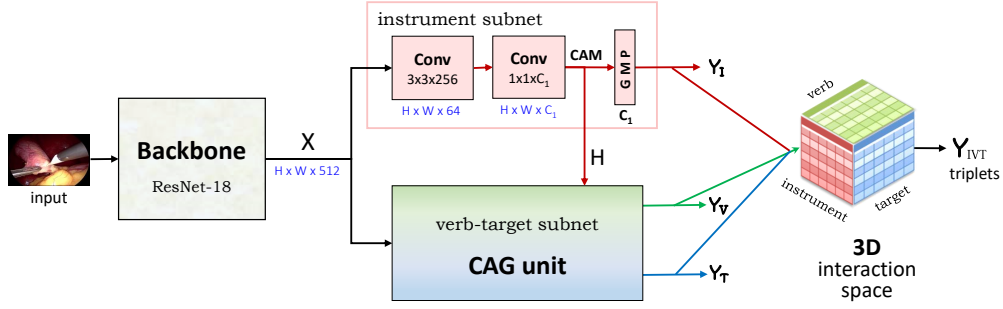 instrument subnet
Conv
3x3x256
H x W x 64
Conv
1x1xC1
H x W x C1
CAM
G M P
C1
YI
input
Backbone
ResNet-18
X
H x W x 512
H
verb-target subnet
CAG unit
YV
YT
verb
instrument
target
YIVT
triplets
3D
interaction
space